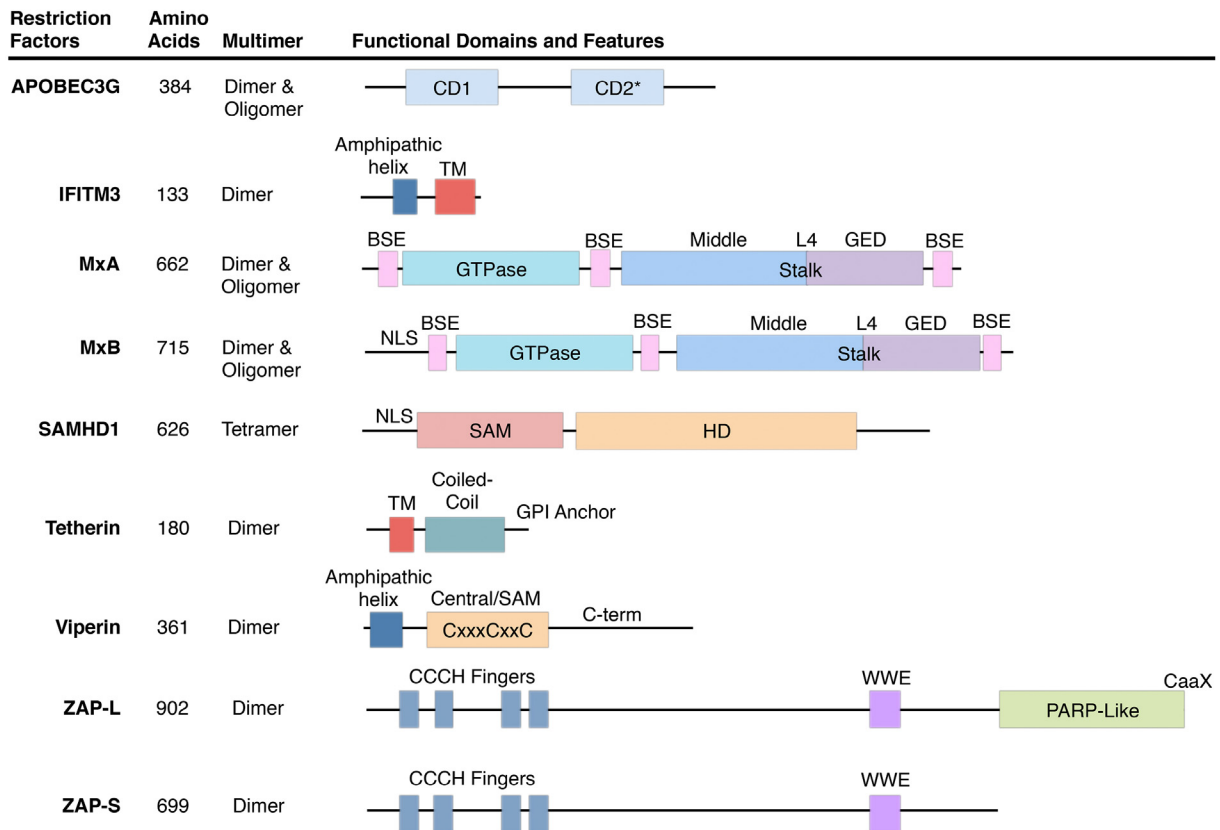 Restriction Factors Amino Acids Multimer Functional Domains and Features
APOBEC3G 384 Dimer & Oligomer CD1 CD2*
Amphipathic helix TM
IFITM3 133 Dimer
BSE BSE Middle L4 GED BSE
MxA 662 Dimer & Oligomer GTPase Stalk
NLS BSE BSE Middle L4 GED BSE
MxB 715 Dimer & Oligomer GTPase Stalk
NLS
SAMHD1 626 Tetramer SAM HD
TM Coiled-Coil GPI Anchor
Tetherin 180 Dimer
Amphipathic helix Central/SAM C-term
Viperin 361 Dimer CxxxCxxC
CCCH Fingers WWE CaaX
ZAP-L 902 Dimer PARP-Like
CCCH Fingers WWE
ZAP-S 699 Dimer